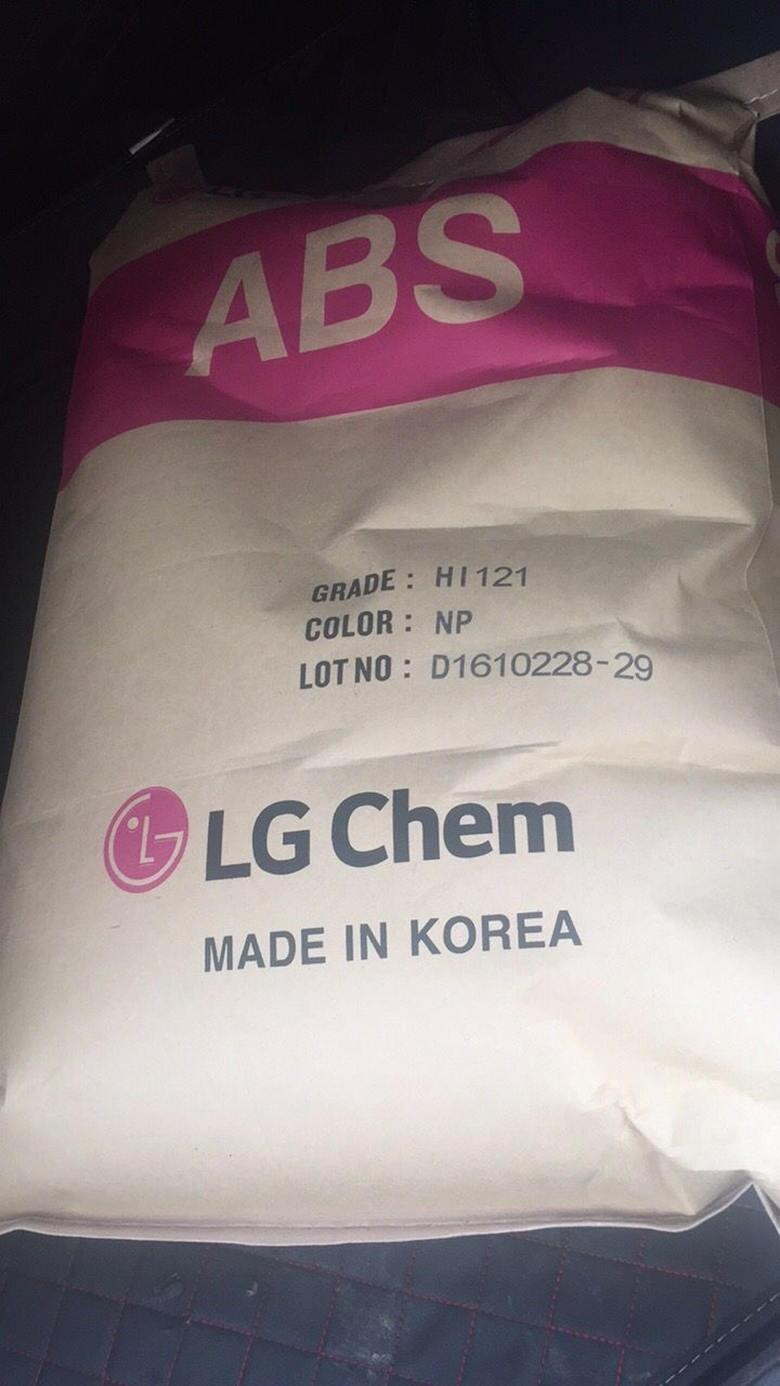 ABS
GRADE : HI121
COLOR : NP
LOT NO : D1610228-29
LG Chem
MADE IN KOREA